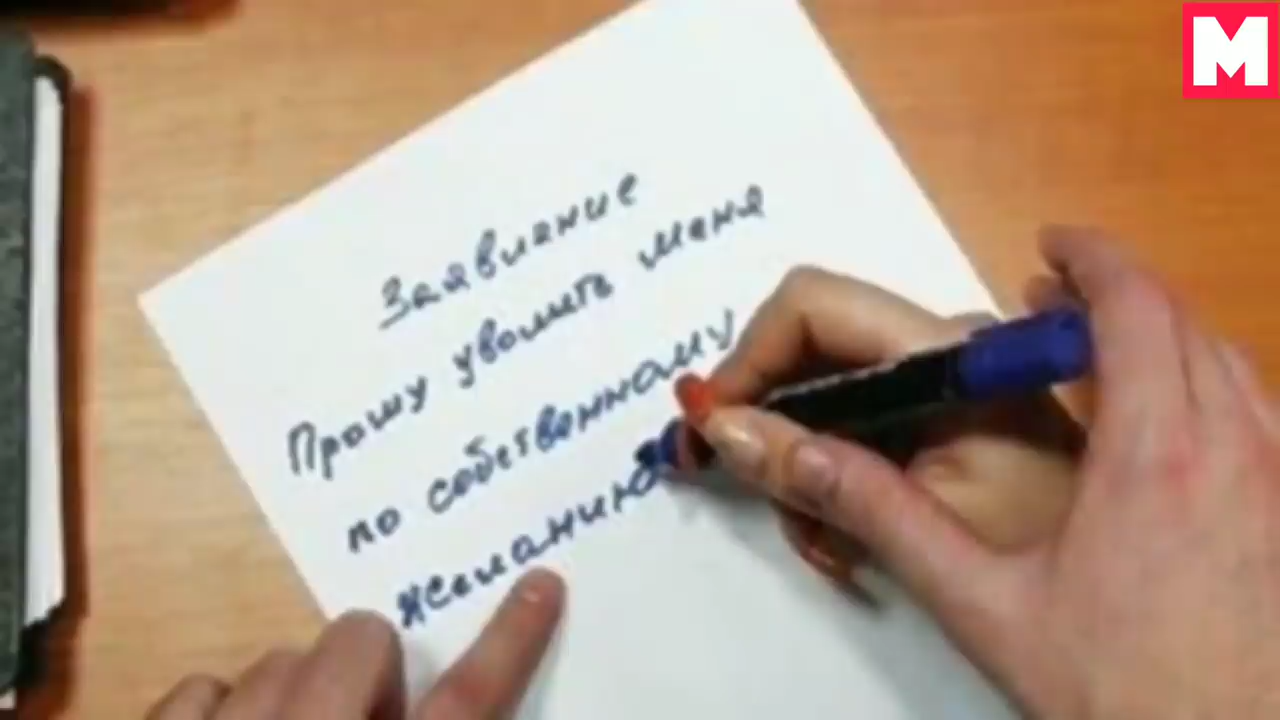 М
Заявление
Прошу уволить меня
по собственному
желанию